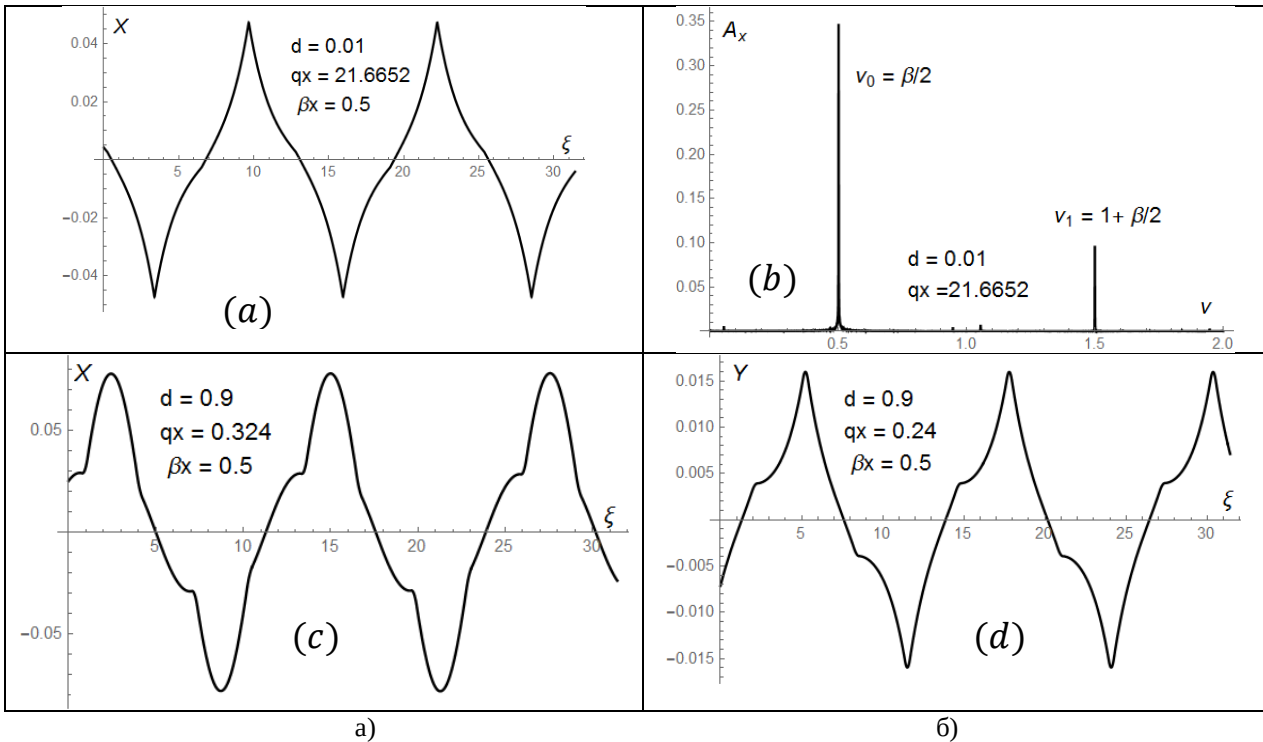 X
0.04
0.02
−0.02
−0.04
d = 0.01
qx = 21.6652
βx = 0.5
ξ
5 10 15 20 25 30
(a)
A_x
0.35
0.30
0.25
0.20
0.15
0.10
0.05
ν₀ = β/2
ν₁ = 1+ β/2
d = 0.01
qx =21.6652
ν
0.5 1.0 1.5 2.0
(b)
X
0.05
−0.05
d = 0.9
qx = 0.324
βx = 0.5
ξ
5 10 15 20 25 30
(c)
Y
0.015
0.010
0.005
−0.005
−0.010
−0.015
d = 0.9
qx = 0.24
βx = 0.5
ξ
5 10 15 20 25 30
(d)
а) б)